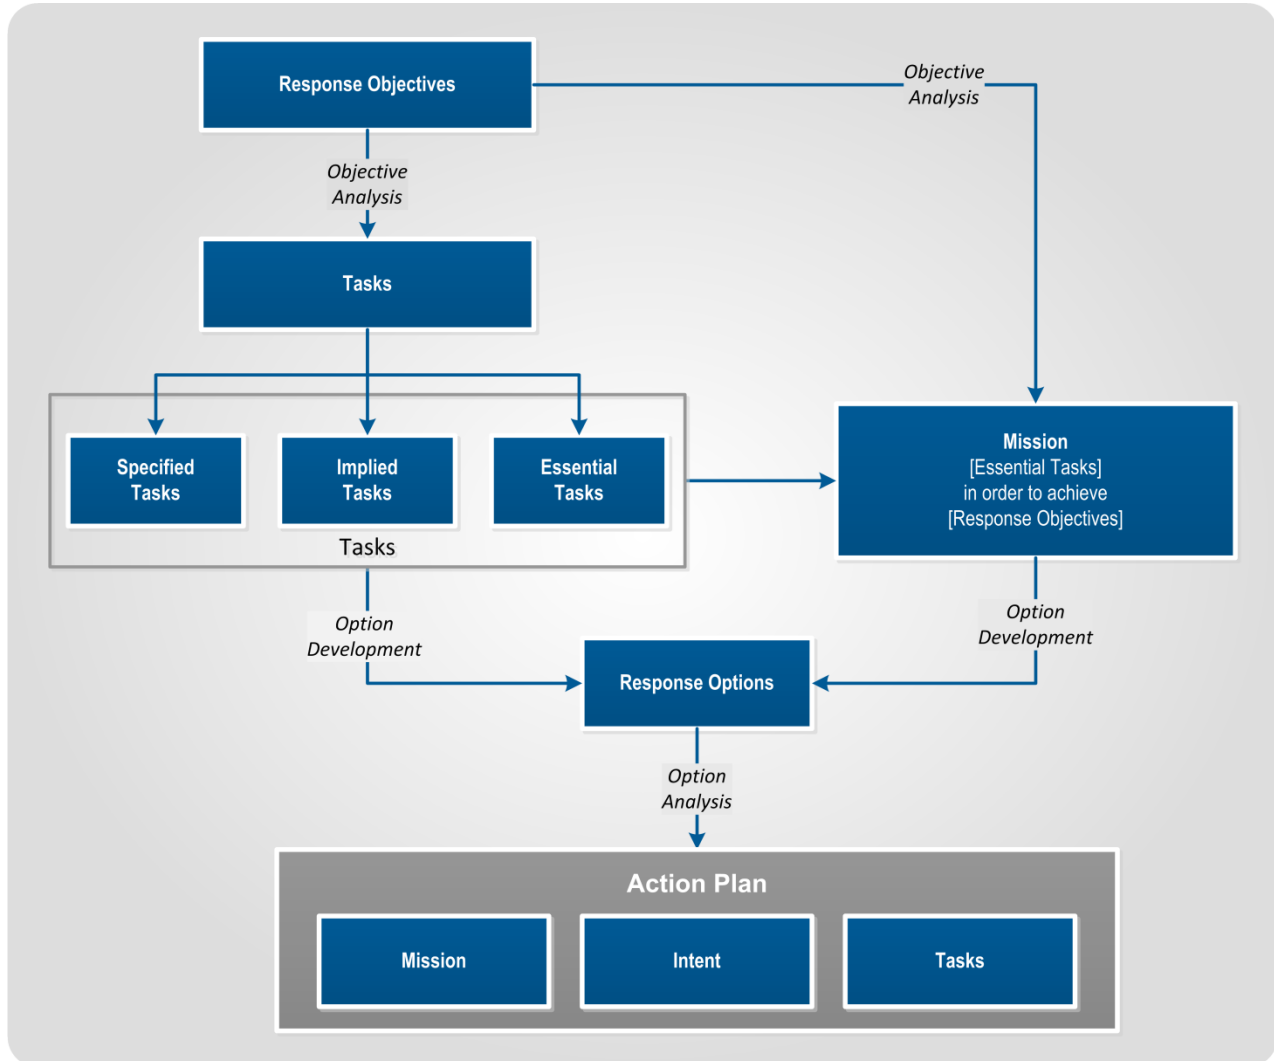 Response Objectives
Objective
Analysis
Objective
Analysis
Tasks
Specified
Tasks
Implied
Tasks
Essential
Tasks
Tasks
Mission
[Essential Tasks]
in order to achieve
[Response Objectives]
Option
Development
Option
Development
Response Options
Option
Analysis
Action Plan
Mission
Intent
Tasks